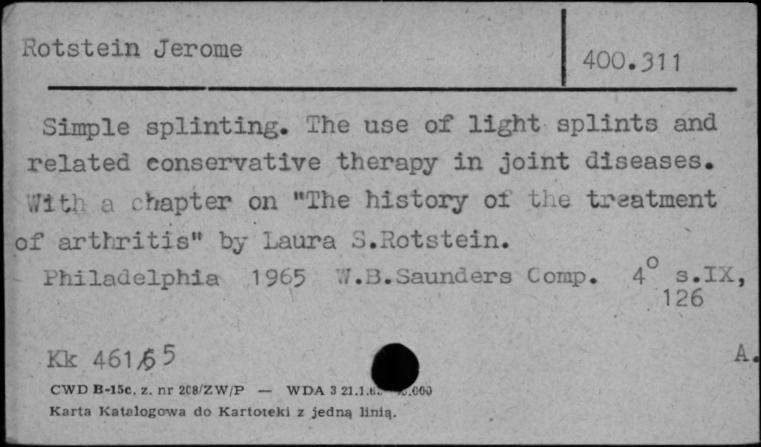 Rotstein Jerome
400.311
Simple splinting. The use of light splints and
related conservative therapy in joint diseases.
With a chapter on "The history of the treatment
of arthritis" by Laura S.Rotstein.
Philadelphia 1965 W.B.Saunders Comp. 4° s.IX,
126
Kk 461/65
A.
CWD B-15c, z. nr 208/ZW/P — WDA 3 21.1.
Karta Katalogowa do Kartoteki z jedną linią.